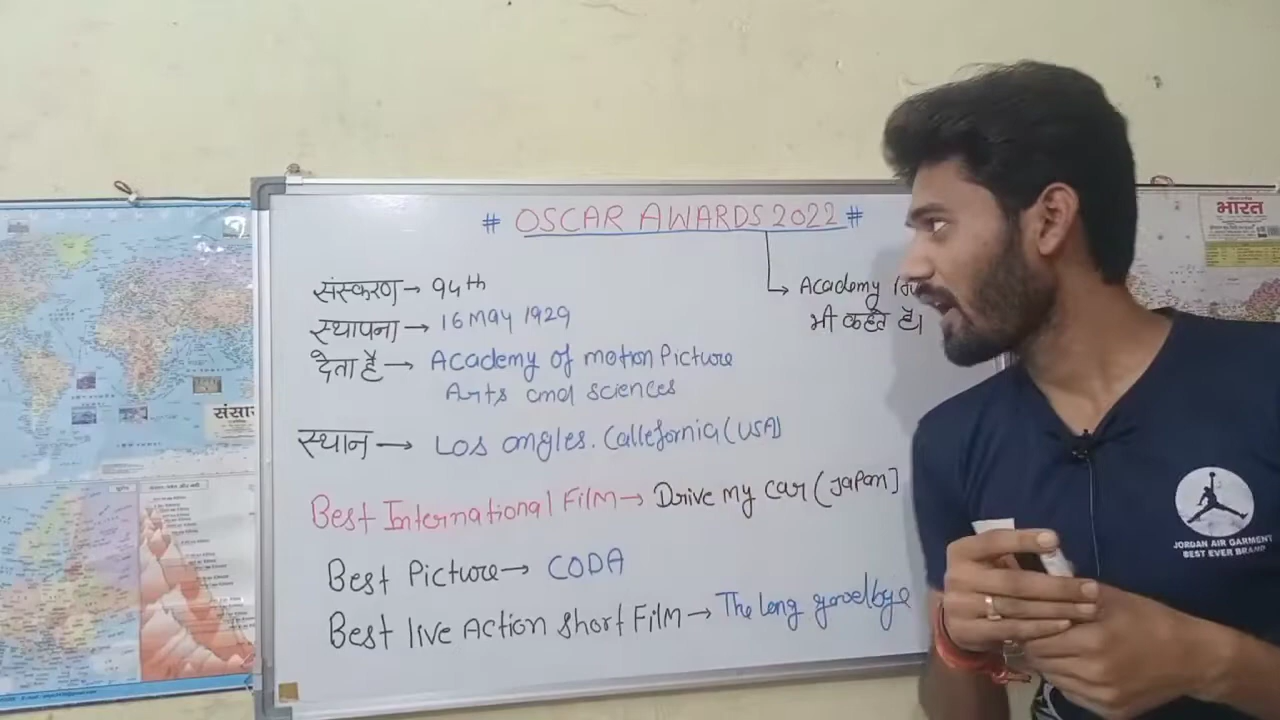 # OSCAR AWARDS 2022 #
Academy
भी कहते है।
संस्करण → 94th
स्थापना → 16 May 1929
देता है → Academy of motion Picture
Arts and sciences
स्थान → Los angles. Callefornia (USA)
Best International Film → Drive my car (Japan]
Best Picture → CODA
Best live Action short Film → The long goodbye
भारत
संसार
JORDAN AIR GARMENT
BEST EVER BRAND